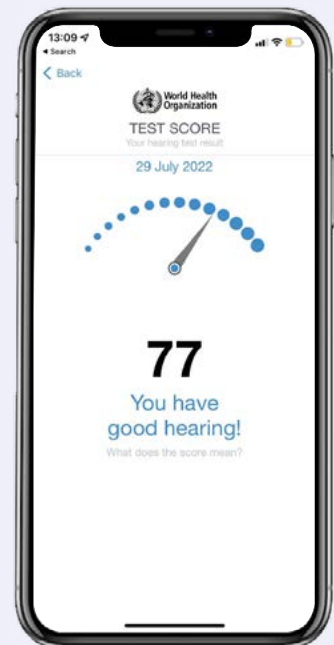 13:09
Search
Back
World Health
Organization
TEST SCORE
Your hearing test result
29 July 2022
77
You have
good hearing!
What does the score mean?